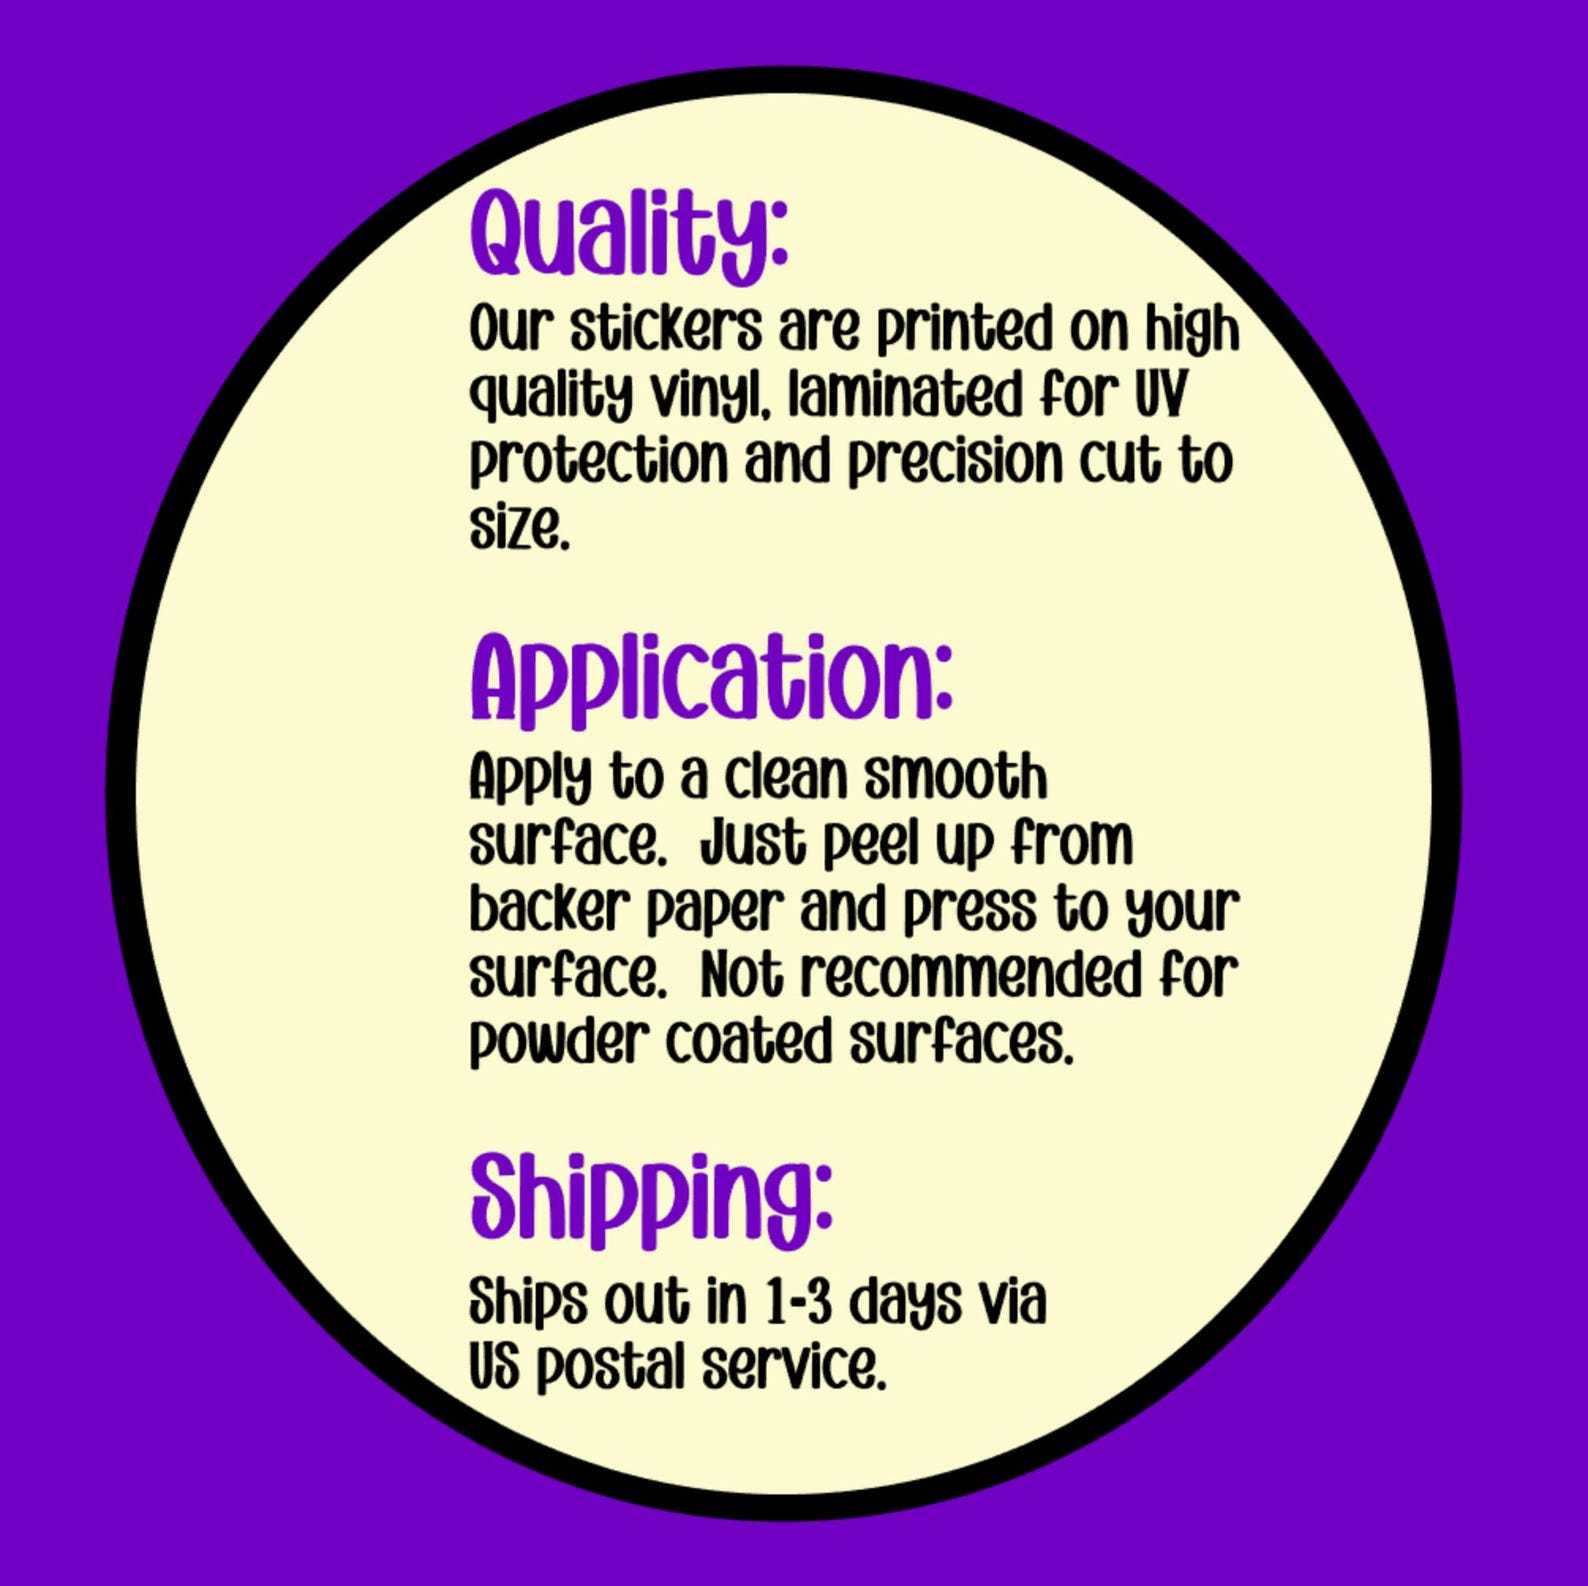 Quality:
Our stickers are printed on high
quality vinyl, laminated for UV
protection and precision cut to
size.
Application:
Apply to a clean smooth
surface.  Just peel up from
backer paper and press to your
surface.  Not recommended for
powder coated surfaces.
Shipping:
Ships out in 1-3 days via
US postal service.